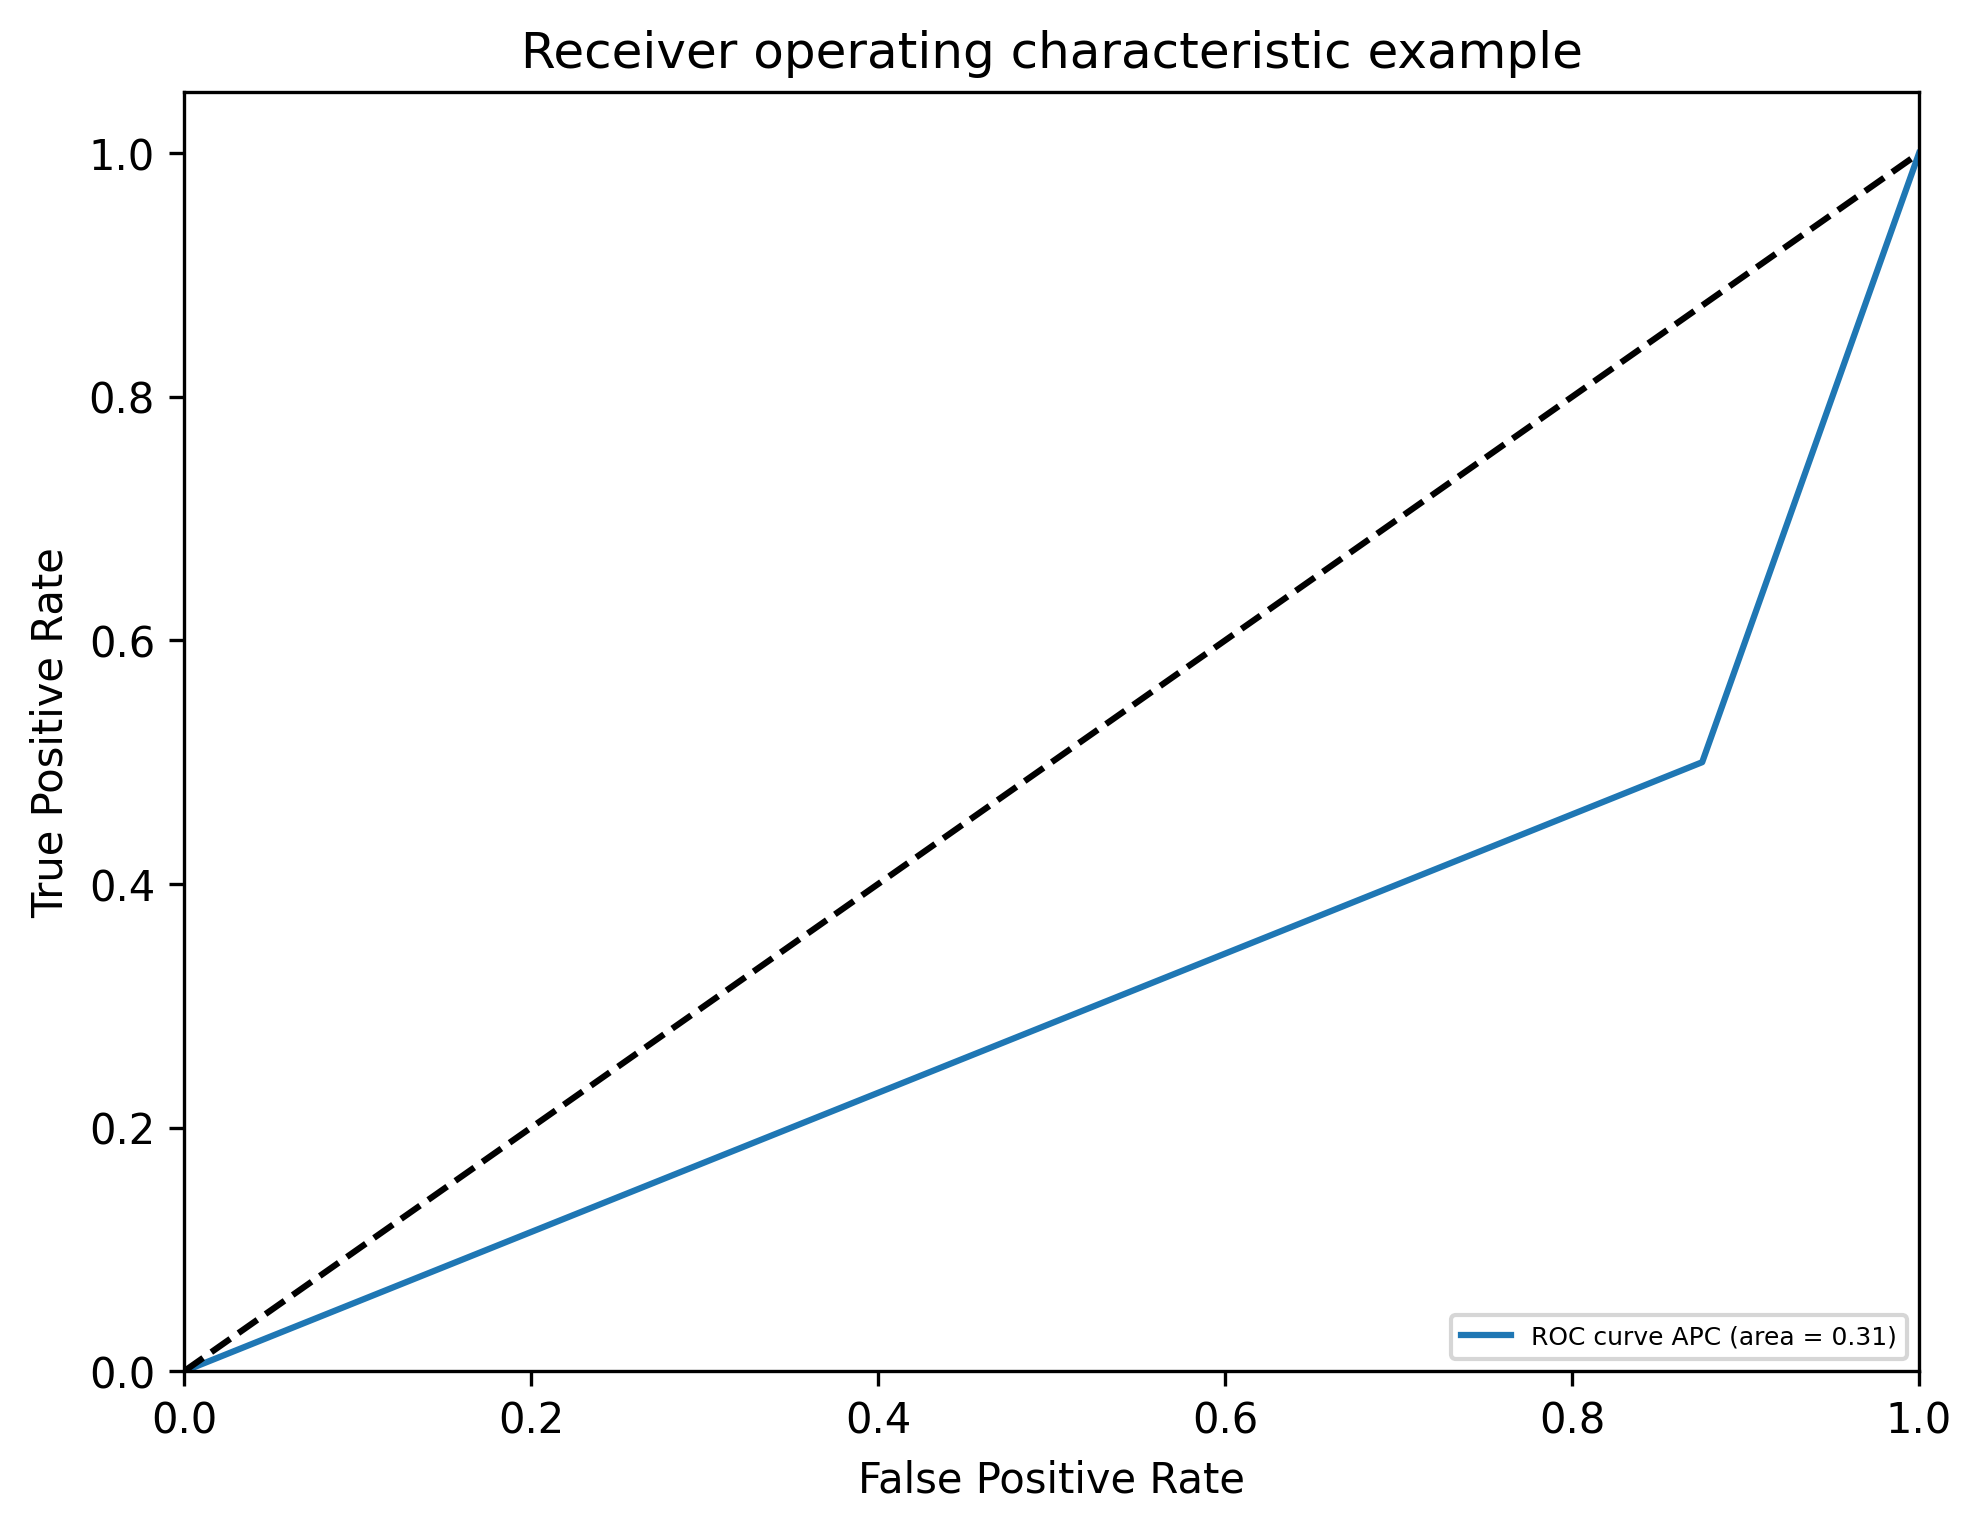 Receiver operating characteristic example
1.0
0.8
0.6
0.4
0.2
0.0
True Positive Rate
ROC curve APC (area = 0.31)
0.0 0.2 0.4 0.6 0.8 1.0
False Positive Rate